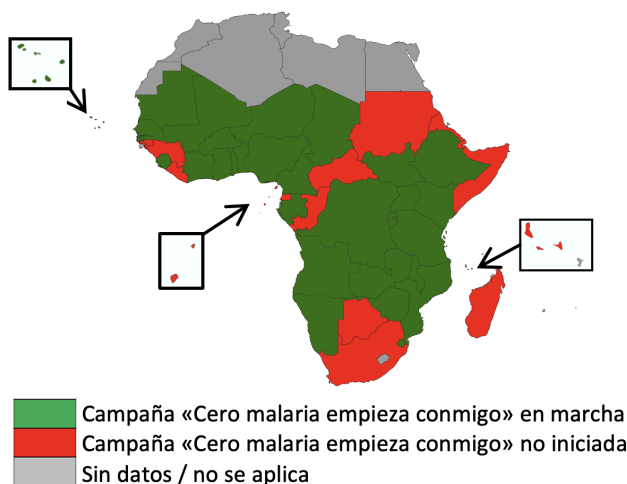 Campaña «Cero malaria empieza conmigo» en marcha
Campaña «Cero malaria empieza conmigo» no iniciada
Sin datos / no se aplica